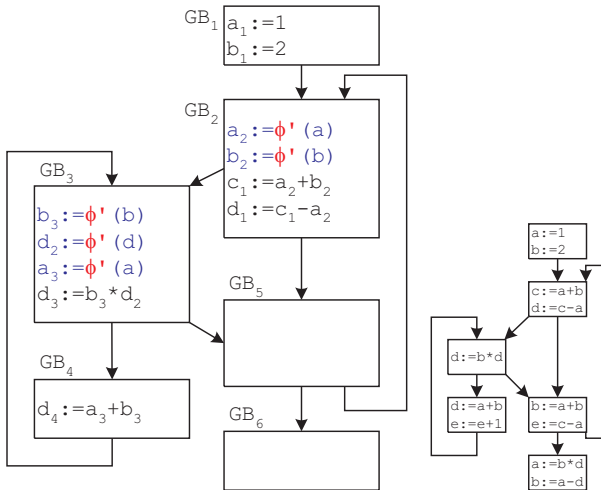 GB₁
a₁:=1
b₁:=2
GB₂
a₂:=ϕ'(a)
b₂:=ϕ'(b)
c₁:=a₂+b₂
d₁:=c₁-a₂
GB₃
b₃:=ϕ'(b)
d₂:=ϕ'(d)
a₃:=ϕ'(a)
d₃:=b₃*d₂
GB₄
d₄:=a₃+b₃
GB₅
GB₆
a:=1
b:=2
c:=a+b
d:=c-a
d:=b*d
d:=a+b
e:=e+1
b:=a+b
e:=c-a
a:=b*d
b:=a-d